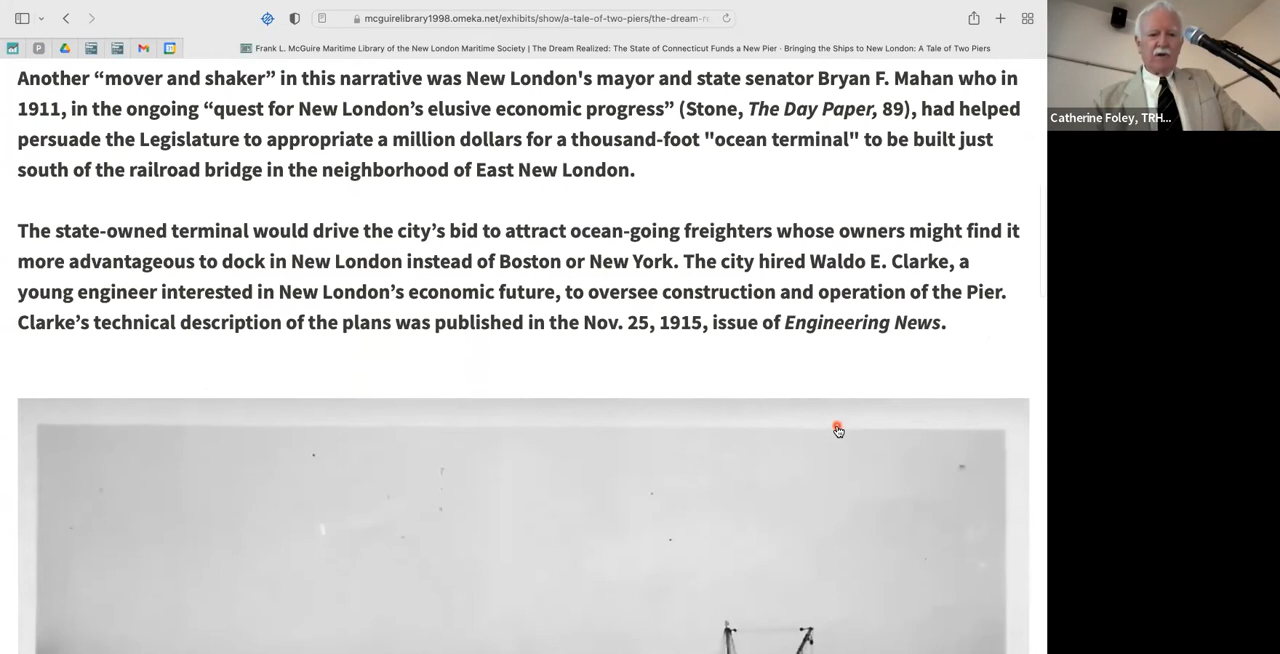 mcguirelibrary1998.omeka.net/exhibits/show/a-tale-of-two-piers/the-dream-r
Frank L. McGuire Maritime Library of the New London Maritime Society | The Dream Realized: The State of Connecticut Funds a New Pier · Bringing the Ships to New London: A Tale of Two Piers
Another “mover and shaker” in this narrative was New London's mayor and state senator Bryan F. Mahan who in
1911, in the ongoing “quest for New London’s elusive economic progress” (Stone, The Day Paper, 89), had helped
persuade the Legislature to appropriate a million dollars for a thousand-foot "ocean terminal" to be built just
south of the railroad bridge in the neighborhood of East New London.
The state-owned terminal would drive the city’s bid to attract ocean-going freighters whose owners might find it
more advantageous to dock in New London instead of Boston or New York. The city hired Waldo E. Clarke, a
young engineer interested in New London’s economic future, to oversee construction and operation of the Pier.
Clarke’s technical description of the plans was published in the Nov. 25, 1915, issue of Engineering News.
Catherine Foley, TRH...